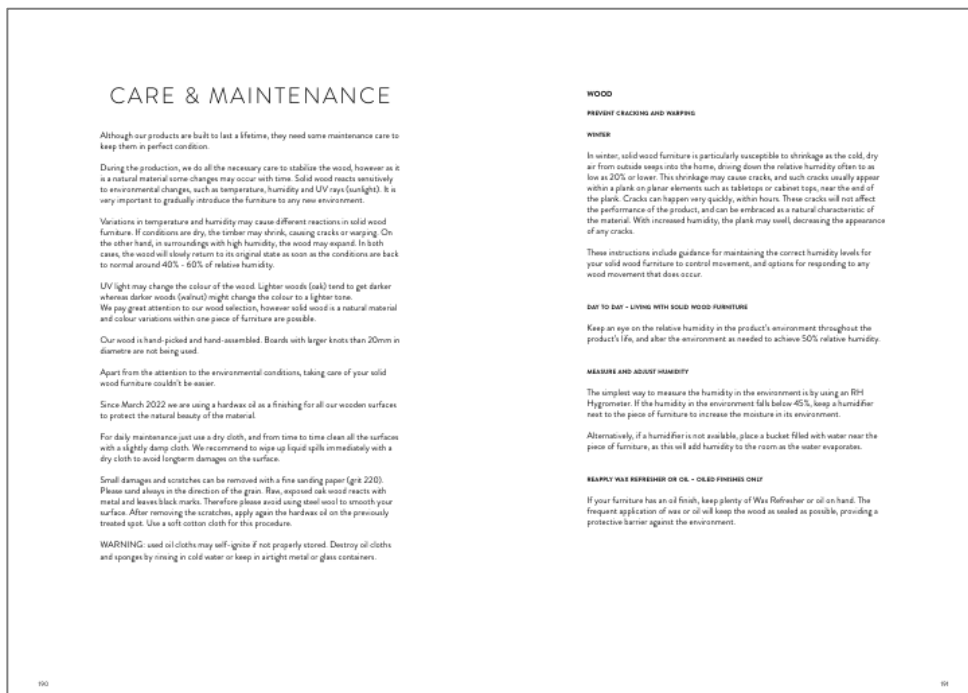 CARE & MAINTENANCE
Although our products are built to last a lifetime, they need some maintenance care to
keep them in perfect condition.
During the production, we do all the necessary care to stabilize the wood, however as it
is a natural material some changes may occur with time. Solid wood reacts sensitively
to environmental changes, such as temperature, humidity and UV rays (sunlight). It is
very important to gradually introduce the furniture to any new environment.
Variations in temperature and humidity may cause different reactions in solid wood
furniture. If conditions are dry, the timber may shrink, causing cracks or warping. On
the other hand, in surroundings with high humidity, the wood may expand. In both
cases, the wood will slowly return to its original state as soon as the conditions are back
to normal around 40% - 60% of relative humidity.
UV light may change the colour of the wood. Lighter woods (oak) tend to get darker
whereas darker woods (walnut) might change the colour to a lighter tone.
We pay great attention to our wood selection, however solid wood is a natural material
and colour variations within one piece of furniture are possible.
Our wood is hand-picked and hand-assembled. Boards with larger knots than 20mm in
diametre are not being used.
Apart from the attention to the environmental conditions, taking care of your solid
wood furniture couldn't be easier.
Since March 2022 we are using a hardwax oil as a finishing for all our wooden surfaces
to protect the natural beauty of the material.
For daily maintenance just use a dry cloth, and from time to time clean all the surfaces
with a slightly damp cloth. We recommend to wipe up liquid spills immediately with a
dry cloth to avoid longterm damages on the surface.
Small damages and scratches can be removed with a fine sanding paper (grit 220).
Please sand always in the direction of the grain. Raw, exposed oak wood reacts with
metal and leaves black marks. Therefore please avoid using steel wool to smooth your
surface. After removing the scratches, apply again the hardwax oil on the previously
treated spot. Use a soft cotton cloth for this procedure.
WARNING: used oil cloths may self-ignite if not properly stored. Destroy oil cloths
and sponges by rinsing in cold water or keep in airtight metal or glass containers.
190
WOOD
PREVENT CRACKING AND WARPING
WINTER
In winter, solid wood furniture is particularly susceptible to shrinkage as the cold, dry
air from outside seeps into the home, driving down the relative humidity often to as
low as 20% or lower. This shrinkage may cause cracks, and such cracks usually appear
within a plank on planar elements such as tabletops or cabinet tops, near the end of
the plank. Cracks can happen very quickly, within hours. These cracks will not affect
the performance of the product, and can be embraced as a natural characteristic of
the material. With increased humidity, the plank may swell, decreasing the appearance
of any cracks.
These instructions include guidance for maintaining the correct humidity levels for
your solid wood furniture to control movement, and options for responding to any
wood movement that does occur.
DAY TO DAY – LIVING WITH SOLID WOOD FURNITURE
Keep an eye on the relative humidity in the product's environment throughout the
product's life, and alter the environment as needed to achieve 50% relative humidity.
MEASURE AND ADJUST HUMIDITY
The simplest way to measure the humidity in the environment is by using an RH
Hygrometer. If the humidity in the environment falls below 45%, keep a humidifier
next to the piece of furniture to increase the moisture in its environment.
Alternatively, if a humidifier is not available, place a bucket filled with water near the
piece of furniture, as this will add humidity to the room as the water evaporates.
REAPPLY WAX REFRESHER OR OIL – OILED FINISHES ONLY
If your furniture has an oil finish, keep plenty of Wax Refresher or oil on hand. The
frequent application of wax or oil will keep the wood as sealed as possible, providing a
protective barrier against the environment.
191